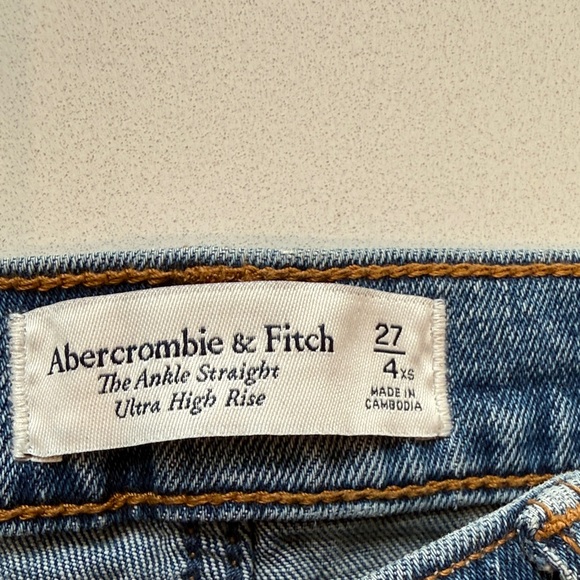 Abercrombie & Fitch
The Ankle Straight
Ultra High Rise
27
4XS
MADE IN
CAMBODIA